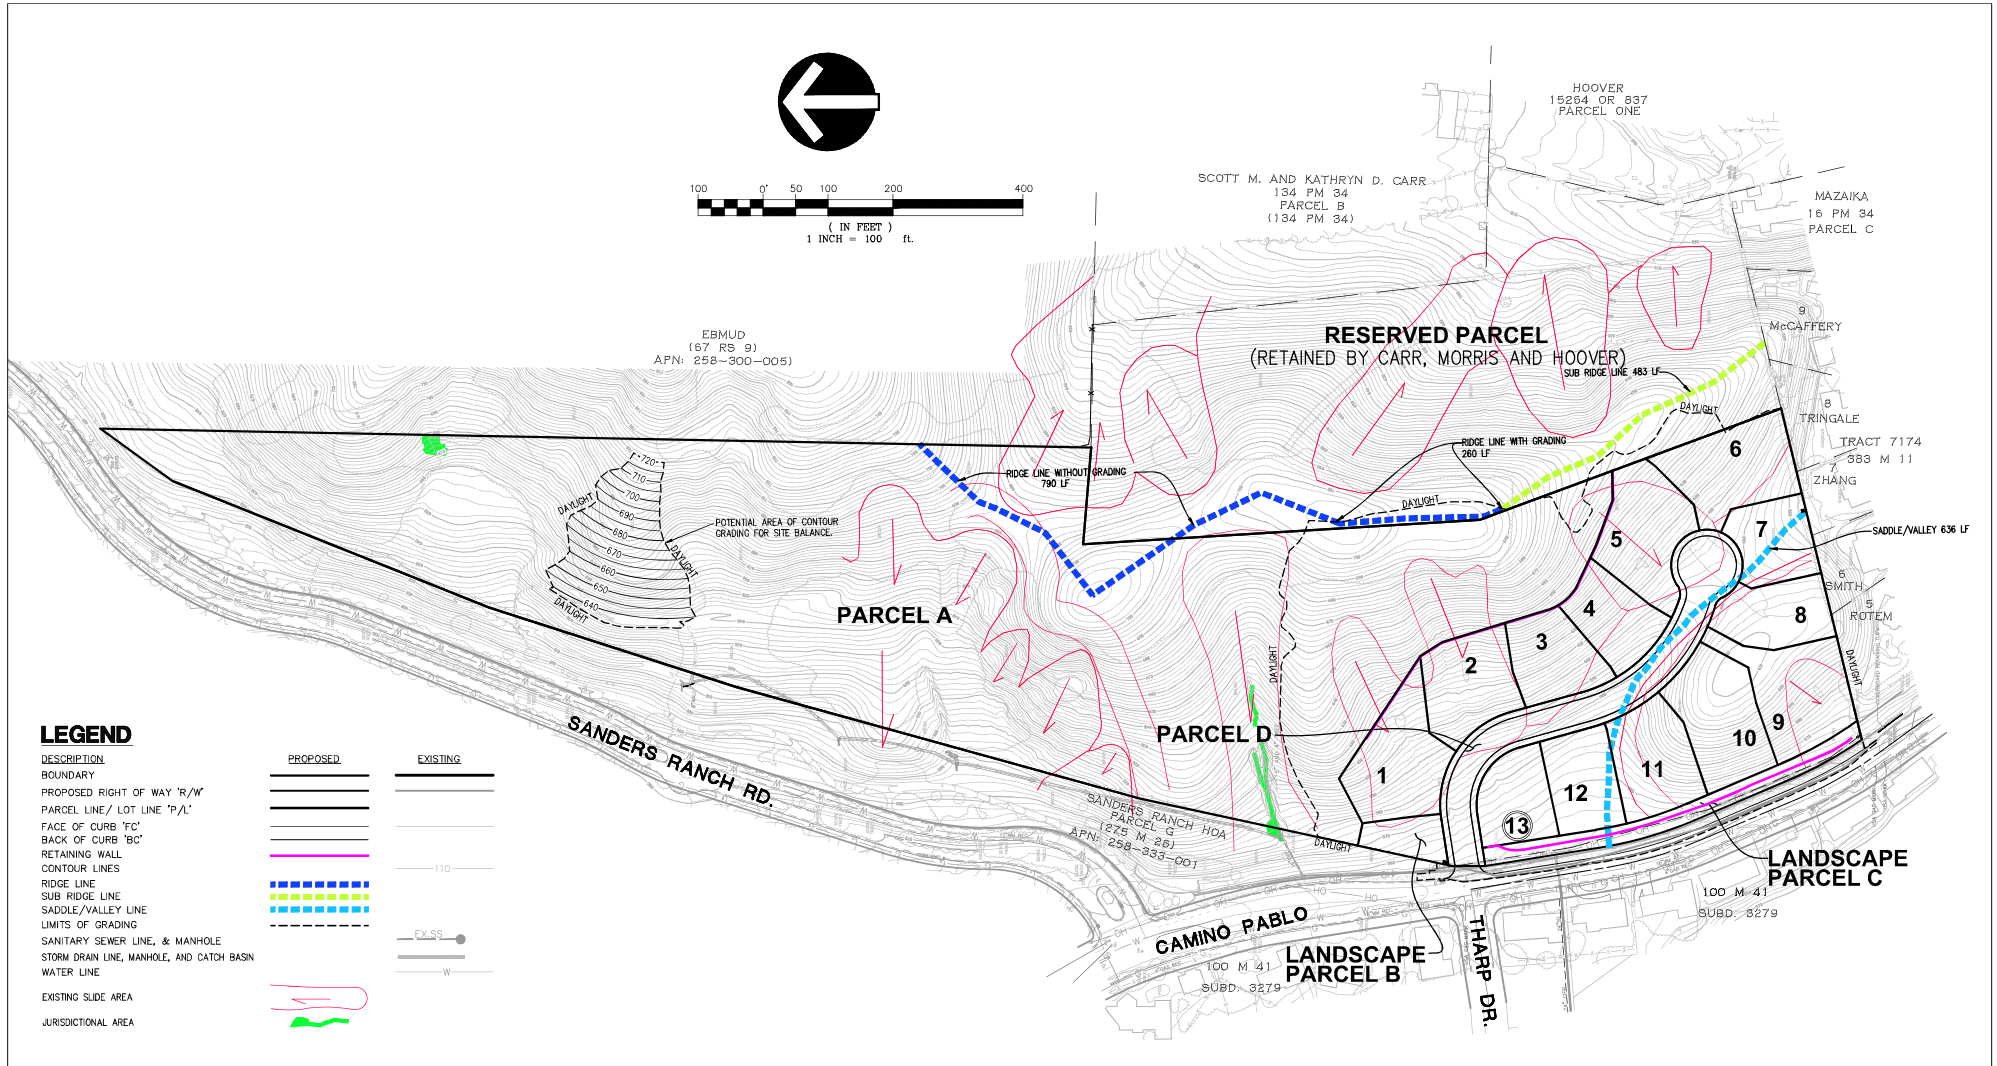 HOOVER
15264 OR 837
PARCEL ONE
SCOTT M. AND KATHRYN D. CARR
134 PM 34
PARCEL B
(134 PM 34)
MAZAIKA
16 PM 34
PARCEL C
100 0' 50 100 200 400
( IN FEET )
1 INCH = 100 ft.
EBMUD
(67 RS 9)
APN: 258-300-005)
RESERVED PARCEL
(RETAINED BY CARR, MORRIS AND HOOVER)
SUB RIDGE LINE 483 LF
9
McCAFFERY
8
TRINGALE
TRACT 7174
383 M 11
7
ZHANG
DAYLIGHT
RIDGE LINE WITH GRADING
260 LF
RIDGE LINE WITHOUT GRADING
790 LF
DAYLIGHT
720
710
700
690
680
670
660
650
640
DAYLIGHT
DAYLIGHT
DAYLIGHT
POTENTIAL AREA OF CONTOUR
GRADING FOR SITE BALANCE.
SADDLE/VALLEY 636 LF
6
SMITH
5
ROTEM
DAYLIGHT
PARCEL A
PARCEL D
DAYLIGHT
1
2
3
4
5
6
7
8
9
10
11
12
13
SANDERS RANCH RD.
SANDERS RANCH HOA
PARCEL G
(275 M 25)
APN: 258-333-001
DAYLIGHT
LANDSCAPE
PARCEL C
100 M 41
SUBD. 3279
CAMINO PABLO
LANDSCAPE
PARCEL B
THARP DR.
100 M 41
SUBD. 3279
LEGEND
DESCRIPTION PROPOSED EXISTING
BOUNDARY
PROPOSED RIGHT OF WAY 'R/W'
PARCEL LINE/ LOT LINE 'P/L'
FACE OF CURB 'FC'
BACK OF CURB 'BC'
RETAINING WALL
CONTOUR LINES 110
RIDGE LINE
SUB RIDGE LINE
SADDLE/VALLEY LINE
LIMITS OF GRADING
SANITARY SEWER LINE, & MANHOLE EX.SS
STORM DRAIN LINE, MANHOLE, AND CATCH BASIN
WATER LINE W
EXISTING SLIDE AREA
JURISDICTIONAL AREA